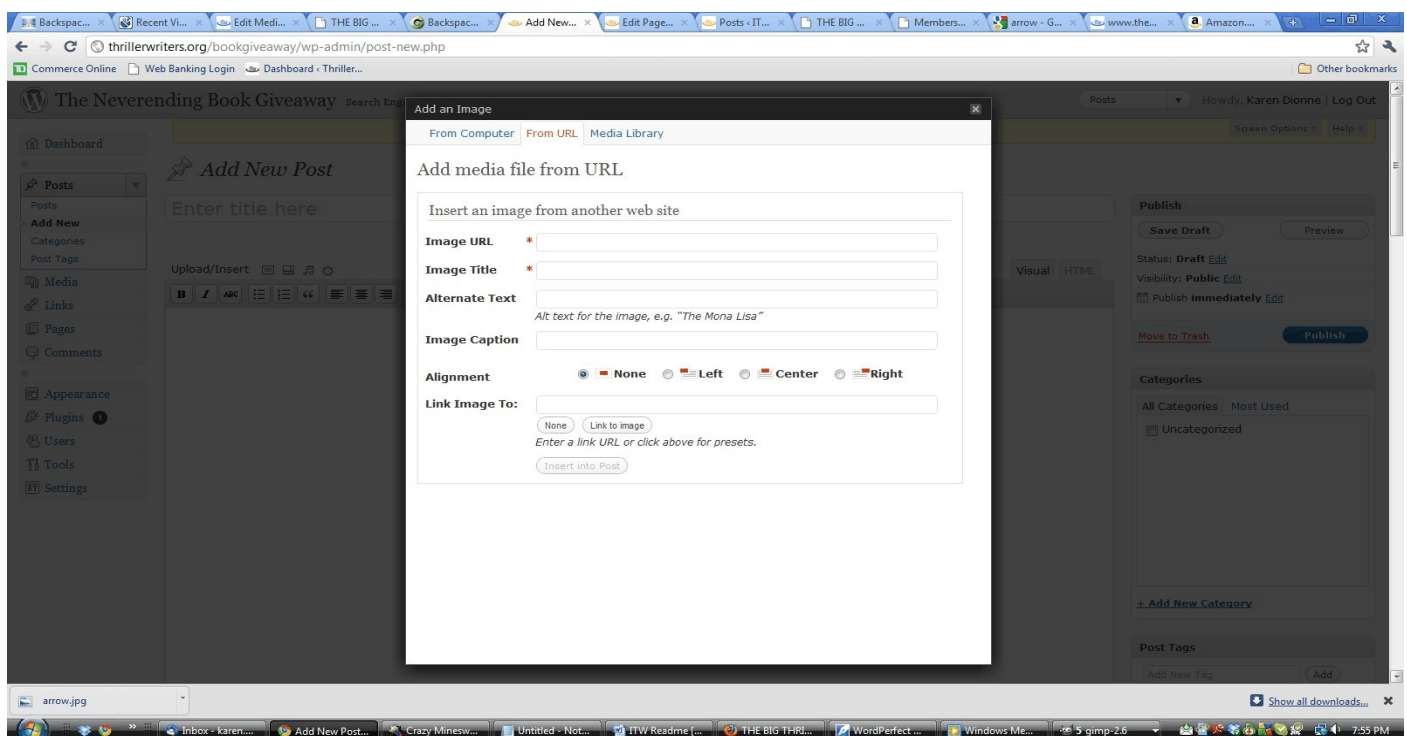 Backspac... Recent Vi... Edit Medi... THE BIG ... Backspac... Add New... Edit Page... Posts ‹ IT... THE BIG ... Members... arrow - G... www.the... Amazon....
thrillerwriters.org/bookgiveaway/wp-admin/post-new.php
Commerce Online Web Banking Login Dashboard ‹ Thriller... Other bookmarks
The Neverending Book Giveaway Search Eng Posts Howdy, Karen Dionne | Log Out
Screen Options Help
Add an Image
From Computer From URL Media Library
Dashboard
Add New Post
Add media file from URL
Posts
Posts
Add New
Categories
Post Tags
Media
Links
Pages
Comments
Appearance
Plugins 1
Users
Tools
Settings
Enter title here
Upload/Insert
Visual HTML
B I ABC
Insert an image from another web site
Image URL *
Image Title *
Alternate Text
Alt text for the image, e.g. “The Mona Lisa”
Image Caption
Alignment None Left Center Right
Link Image To:
None Link to image
Enter a link URL or click above for presets.
Insert into Post
Publish
Save Draft Preview
Status: Draft Edit
Visibility: Public Edit
Publish immediately Edit
Move to Trash Publish
Categories
All Categories Most Used
Uncategorized
+ Add New Category
Post Tags
Add New Tag Add
arrow.jpg Show all downloads...
Inbox - karen.... Add New Post... Crazy Minesw... Untitled - Not... ITW Readme [... THE BIG THRI... WordPerfect ... Windows Me... 5 gimp-2.6 7:55 PM